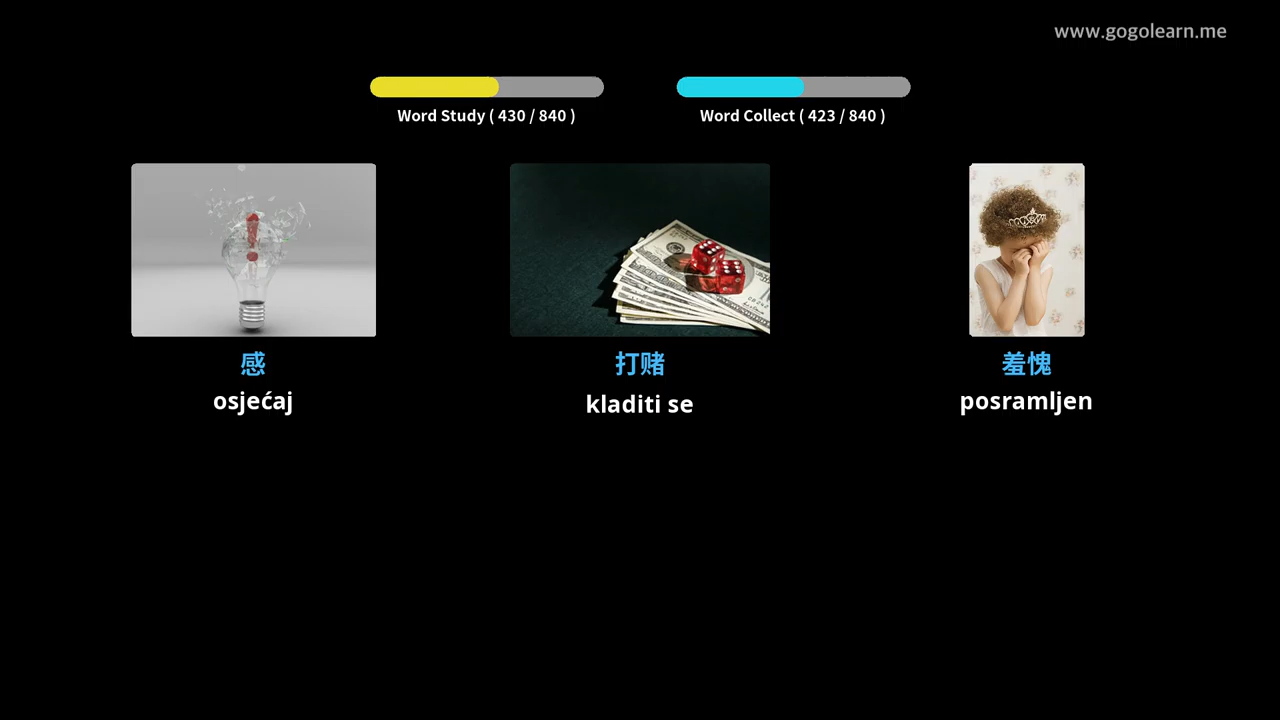 www.gogolearn.me
Word Study ( 430 / 840 )
Word Collect ( 423 / 840 )
感
osjećaj
打赌
kladiti se
羞愧
posramljen